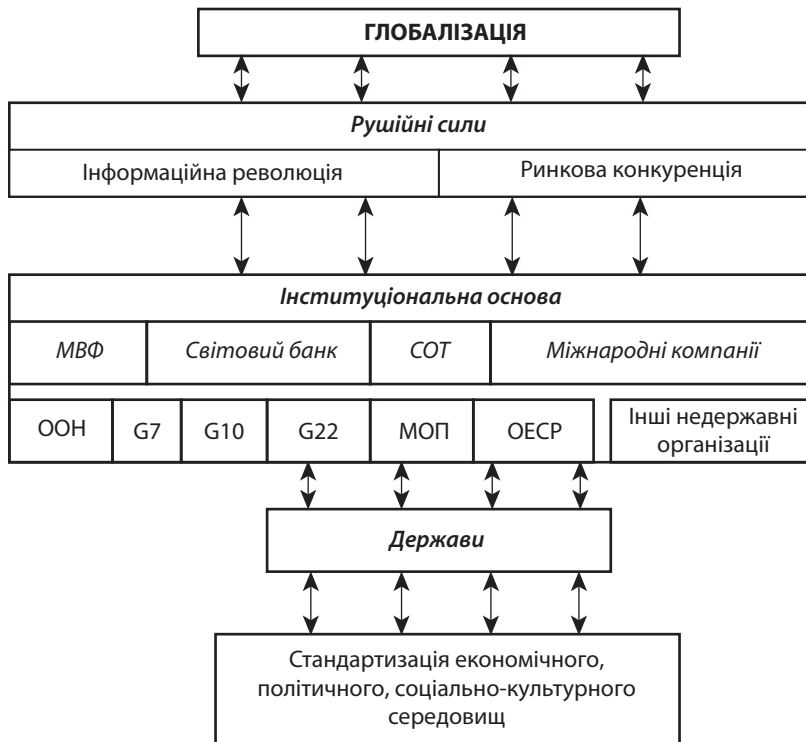 ГЛОБАЛІЗАЦІЯ
Рушійні сили
Інформаційна революція
Ринкова конкуренція
Інституціональна основа
МВФ
Світовий банк
СОТ
Міжнародні компанії
ООН
G7
G10
G22
МОП
ОЕСР
Інші недержавні
організації
Держави
Стандартизація економічного,
політичного, соціально-культурного
середовищ